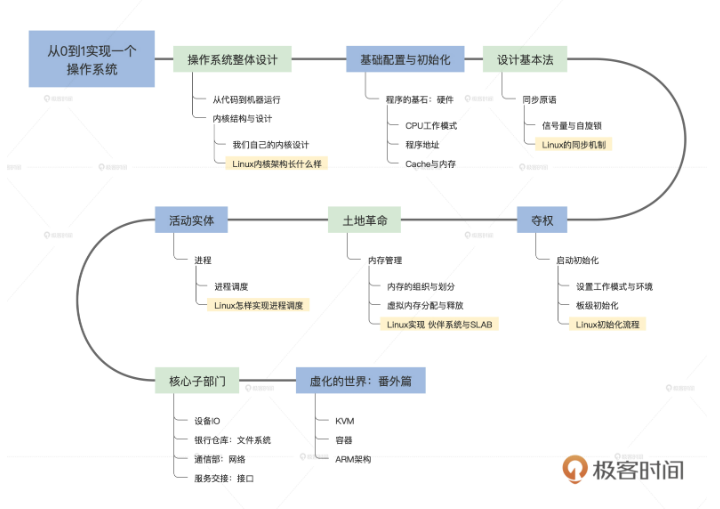 从0到1实现一个
操作系统
操作系统整体设计
从代码到机器运行
内核结构与设计
我们自己的内核设计
Linux内核架构长什么样
基础配置与初始化
程序的基石：硬件
CPU工作模式
程序地址
Cache与内存
设计基本法
同步原语
信号量与自旋锁
Linux的同步机制
夺权
启动初始化
设置工作模式与环境
板级初始化
Linux初始化流程
土地革命
内存管理
内存的组织与划分
虚拟内存分配与释放
Linux实现 伙伴系统与SLAB
活动实体
进程
进程调度
Linux怎样实现进程调度
核心子部门
设备IO
银行仓库：文件系统
通信部：网络
服务交接：接口
虚化的世界：番外篇
KVM
容器
ARM架构
极客时间